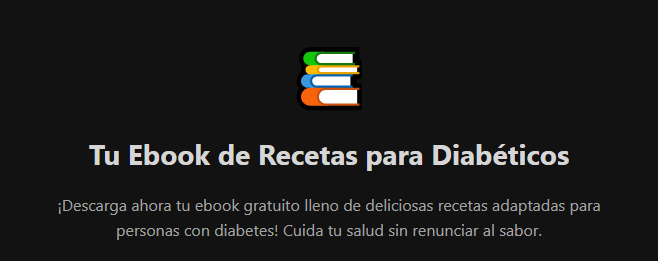 Tu Ebook de Recetas para Diabéticos
¡Descarga ahora tu ebook gratuito lleno de deliciosas recetas adaptadas para
personas con diabetes! Cuida tu salud sin renunciar al sabor.